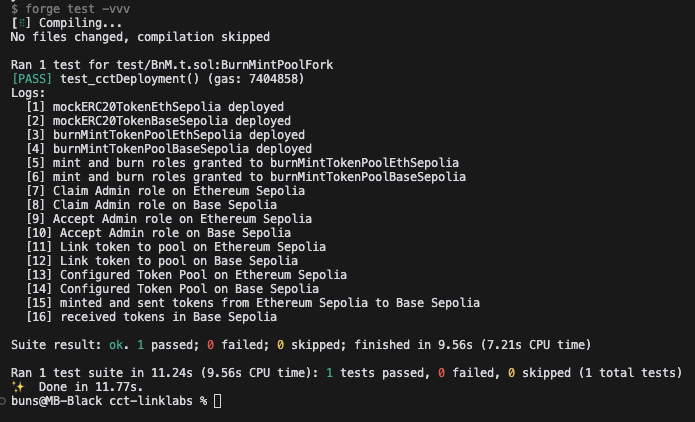 $ forge test -vvv
[⠃] Compiling...
No files changed, compilation skipped
Ran 1 test for test/BnM.t.sol:BurnMintPoolFork
[PASS] test_cctDeployment() (gas: 7404858)
Logs:
[1] mockERC20TokenEthSepolia deployed
[2] mockERC20TokenBaseSepolia deployed
[3] burnMintTokenPoolEthSepolia deployed
[4] burnMintTokenPoolBaseSepolia deployed
[5] mint and burn roles granted to burnMintTokenPoolEthSepolia
[6] mint and burn roles granted to burnMintTokenPoolBaseSepolia
[7] Claim Admin role on Ethereum Sepolia
[8] Claim Admin role on Base Sepolia
[9] Accept Admin role on Ethereum Sepolia
[10] Accept Admin role on Base Sepolia
[11] Link token to pool on Ethereum Sepolia
[12] Link token to pool on Base Sepolia
[13] Configured Token Pool on Ethereum Sepolia
[14] Configured Token Pool on Base Sepolia
[15] minted and sent tokens from Ethereum Sepolia to Base Sepolia
[16] received tokens in Base Sepolia
Suite result: ok. 1 passed; 0 failed; 0 skipped; finished in 9.56s (7.21s CPU time)
Ran 1 test suite in 11.24s (9.56s CPU time): 1 tests passed, 0 failed, 0 skipped (1 total tests)
✨ Done in 11.77s.
buns@MB-Black cct-linklabs %